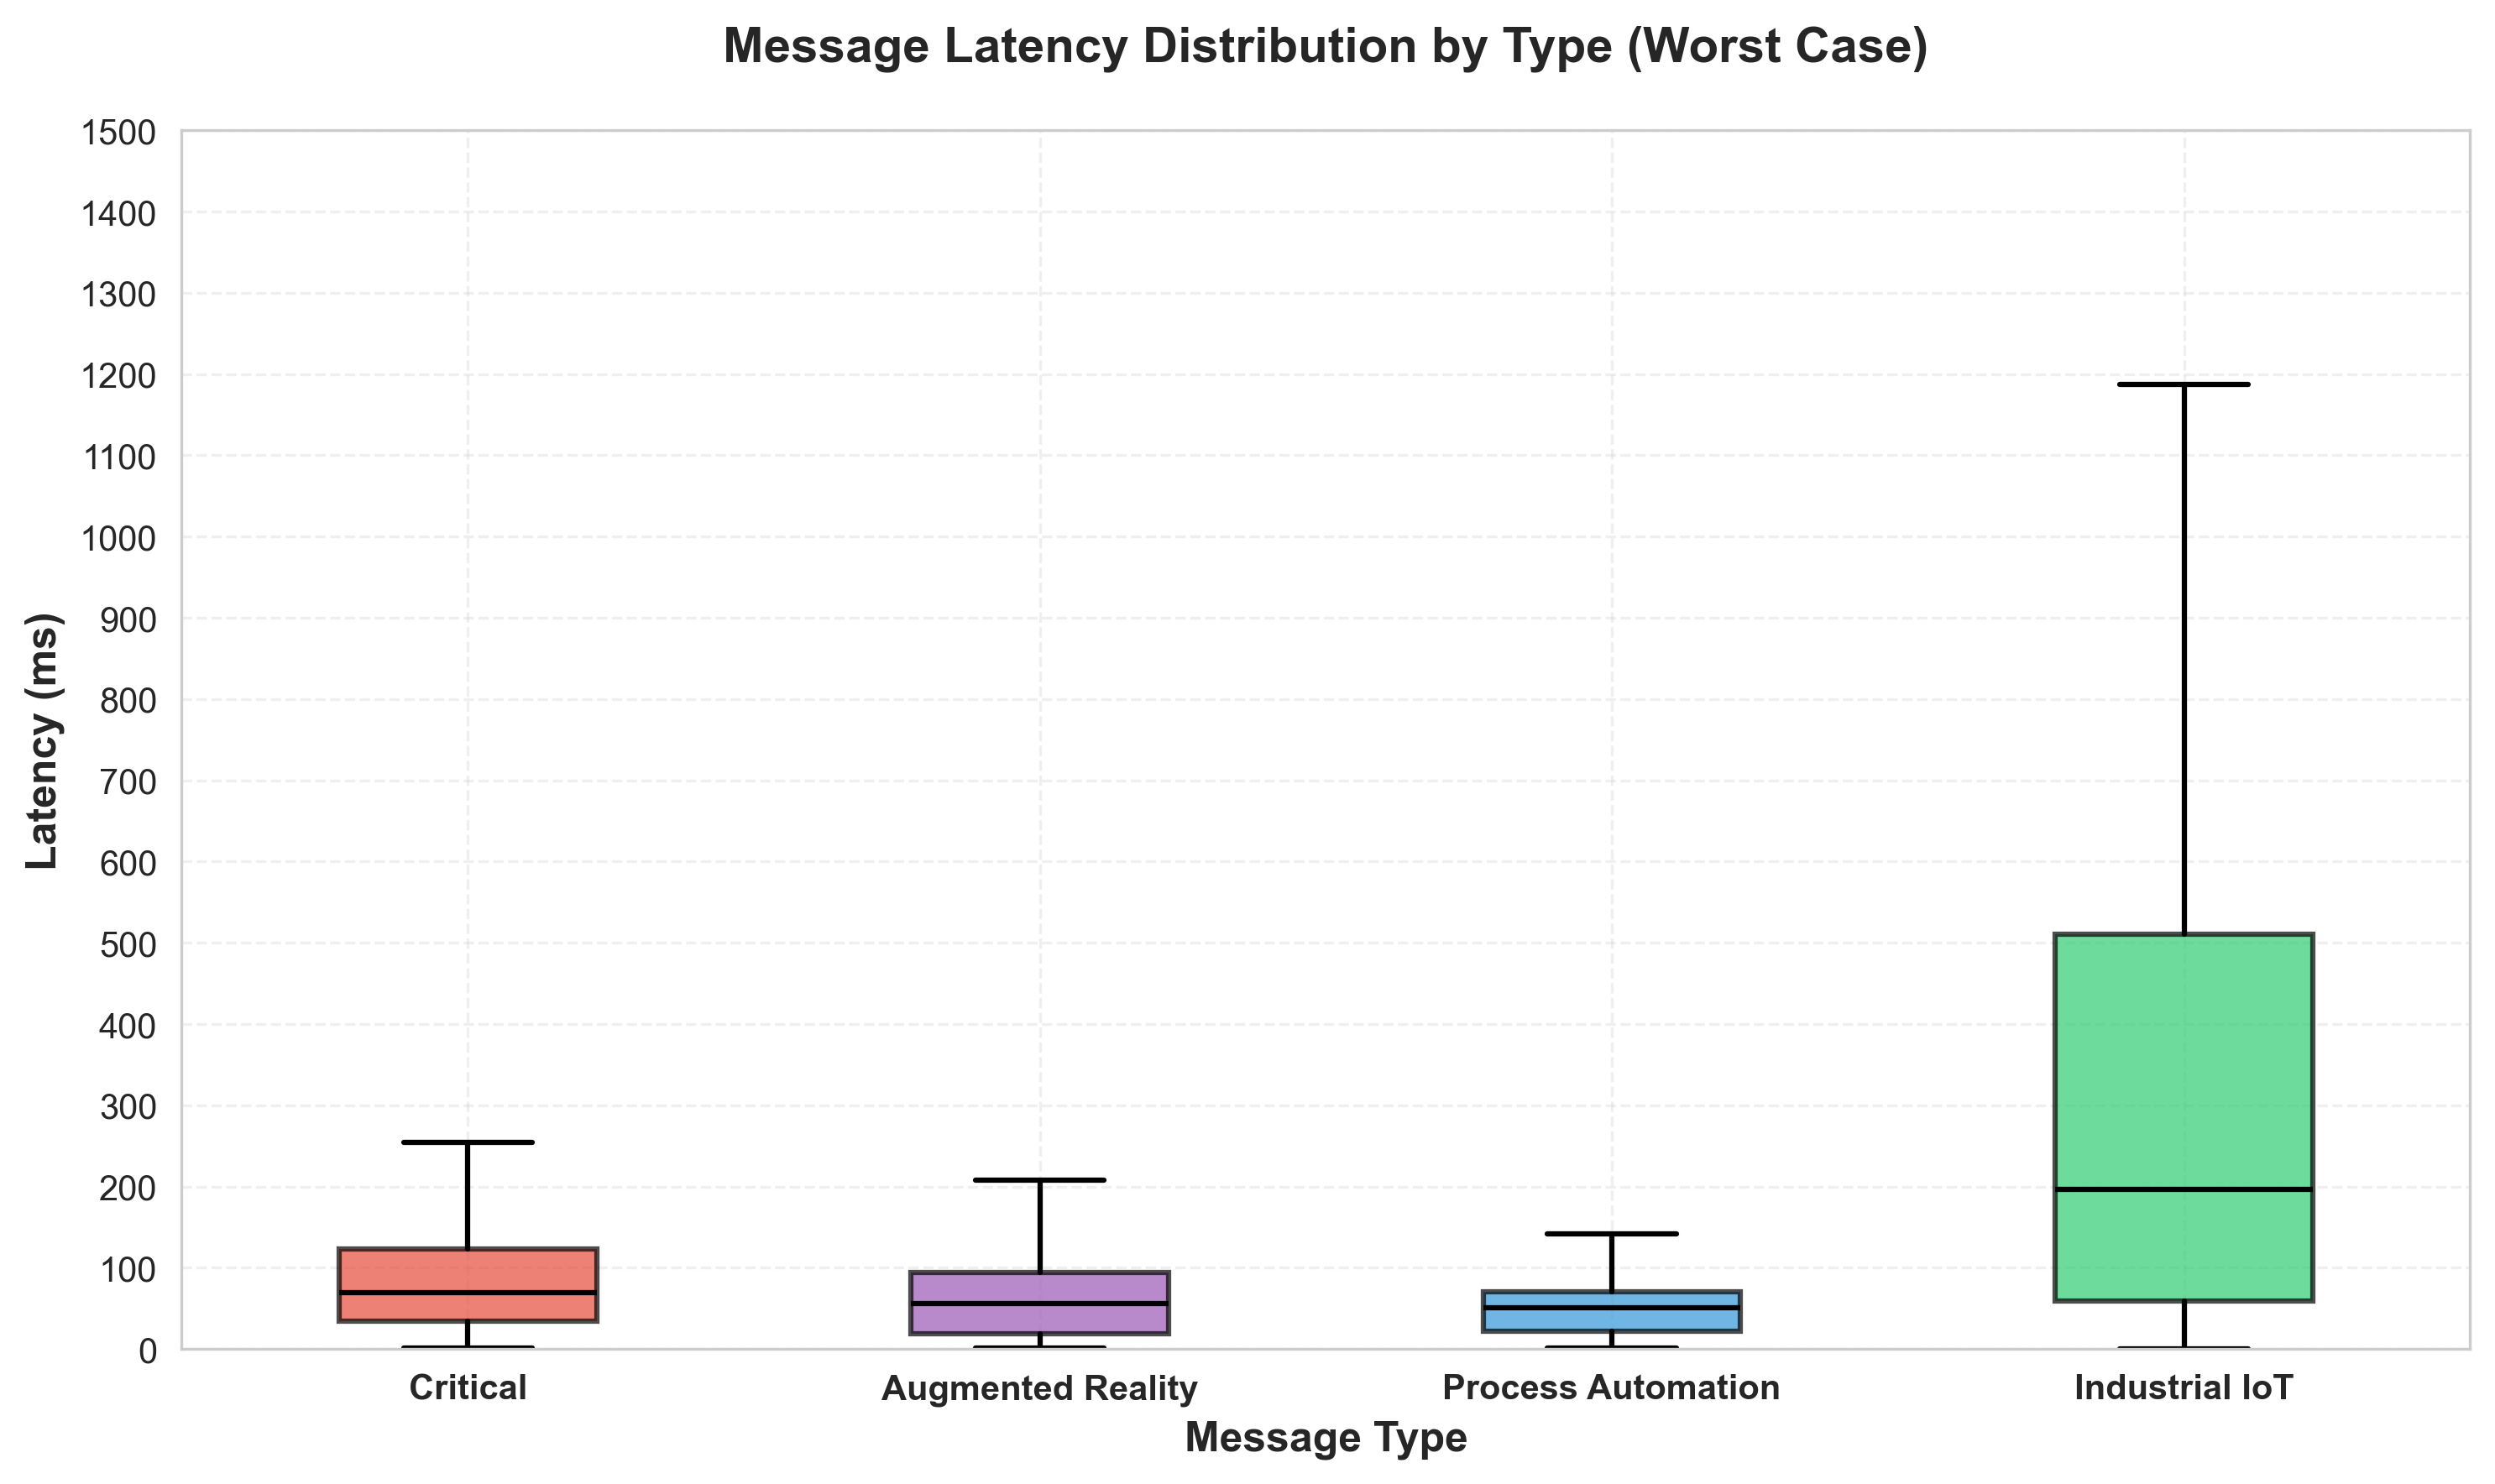 Message Latency Distribution by Type (Worst Case)
1500
1400
1300
1200
1100
1000
900
800
700
600
500
400
300
200
100
0
Latency (ms)
Critical
Augmented Reality
Process Automation
Industrial IoT
Message Type